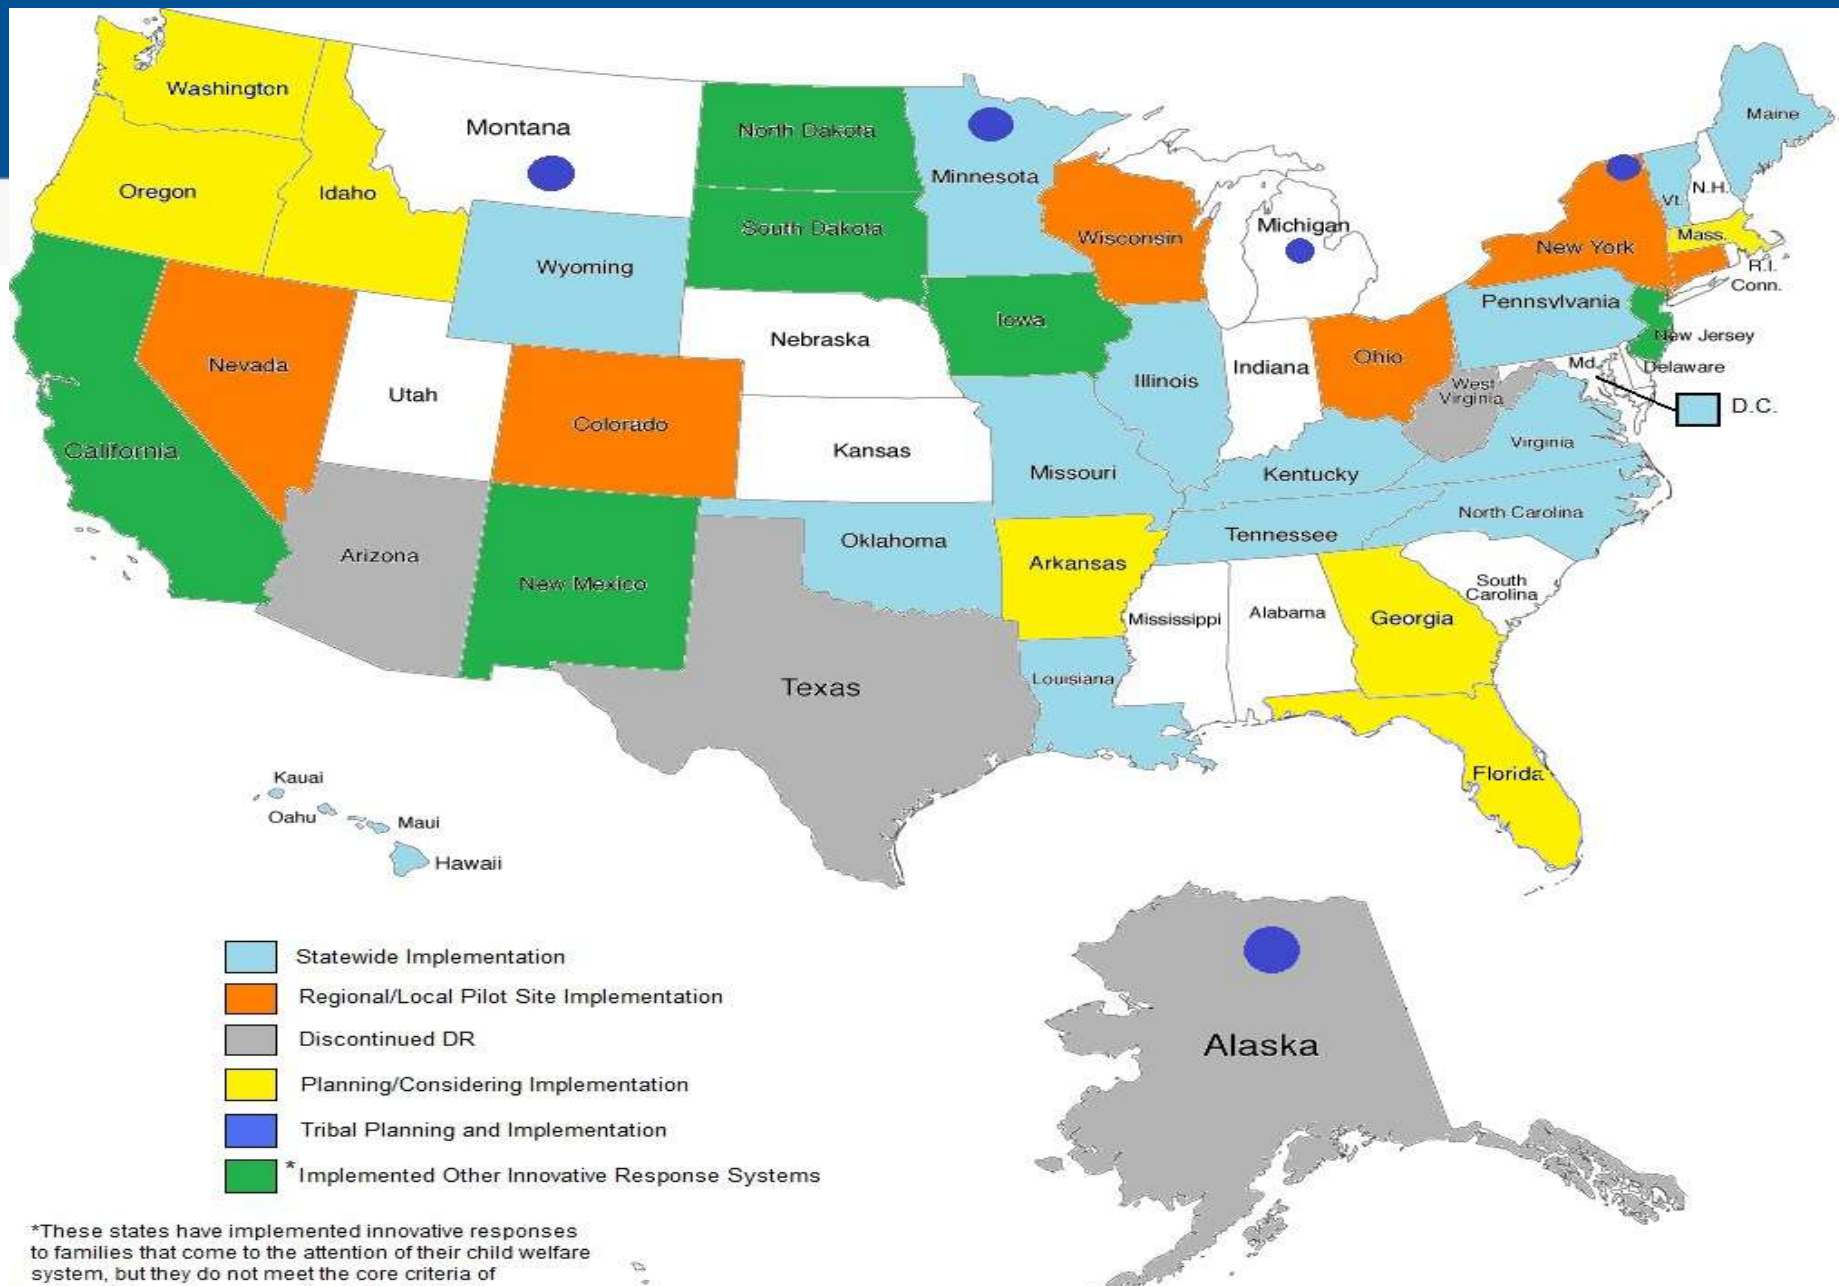 Washington
Montana
North Dakota
Minnesota
Maine
Oregon
Idaho
South Dakota
Wisconsin
Michigan
Vt.
N.H.
New York
Mass.
R.I.
Conn.
Wyoming
Nebraska
Iowa
Pennsylvania
New Jersey
Nevada
Utah
Colorado
Kansas
Illinois
Indiana
Ohio
West
Virginia
Md.
Delaware
D.C.
California
Missouri
Kentucky
Virginia
Arizona
New Mexico
Oklahoma
Arkansas
Tennessee
North Carolina
South
Carolina
Mississippi
Alabama
Georgia
Texas
Louisiana
Florida
Kauai
Oahu
Maui
Hawaii
Alaska
Statewide Implementation
Regional/Local Pilot Site Implementation
Discontinued DR
Planning/Considering Implementation
Tribal Planning and Implementation
*Implemented Other Innovative Response Systems
*These states have implemented innovative responses
to families that come to the attention of their child welfare
system, but they do not meet the core criteria of